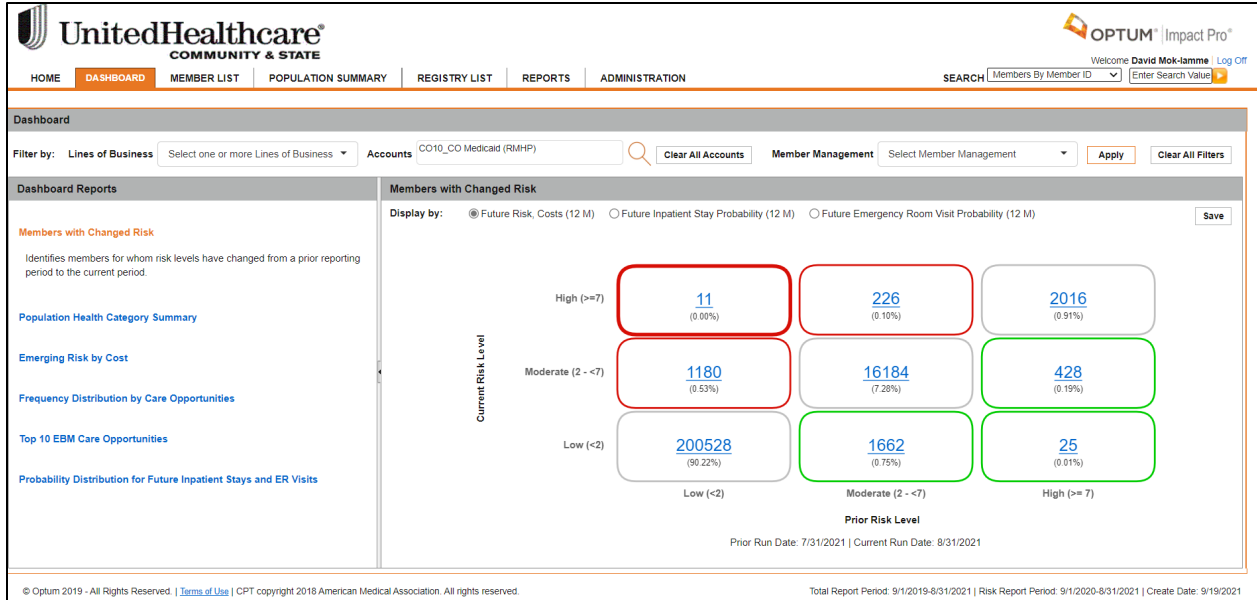 UnitedHealthcare®
COMMUNITY & STATE
OPTUM® | Impact Pro®
Welcome David Mok-lamme | Log Off
HOME DASHBOARD MEMBER LIST POPULATION SUMMARY REGISTRY LIST REPORTS ADMINISTRATION SEARCH Members By Member ID Enter Search Value
Dashboard
Filter by: Lines of Business Select one or more Lines of Business Accounts CO10_CO Medicaid (RMHP) Clear All Accounts Member Management Select Member Management Apply Clear All Filters
Dashboard Reports
Members with Changed Risk
Identifies members for whom risk levels have changed from a prior reporting
period to the current period.
Population Health Category Summary
Emerging Risk by Cost
Frequency Distribution by Care Opportunities
Top 10 EBM Care Opportunities
Probability Distribution for Future Inpatient Stays and ER Visits
Members with Changed Risk
Display by: Future Risk, Costs (12 M) Future Inpatient Stay Probability (12 M) Future Emergency Room Visit Probability (12 M) Save
Current Risk Level
High (>=7) 11 226 2016
(0.00%) (0.10%) (0.91%)
Moderate (2 - <7) 1180 16184 428
(0.53%) (7.28%) (0.19%)
Low (<2) 200528 1662 25
(90.22%) (0.75%) (0.01%)
Low (<2) Moderate (2 - <7) High (>= 7)
Prior Risk Level
Prior Run Date: 7/31/2021 | Current Run Date: 8/31/2021
© Optum 2019 - All Rights Reserved. | Terms of Use | CPT copyright 2018 American Medical Association. All rights reserved.
Total Report Period: 9/1/2019-8/31/2021 | Risk Report Period: 9/1/2020-8/31/2021 | Create Date: 9/19/2021